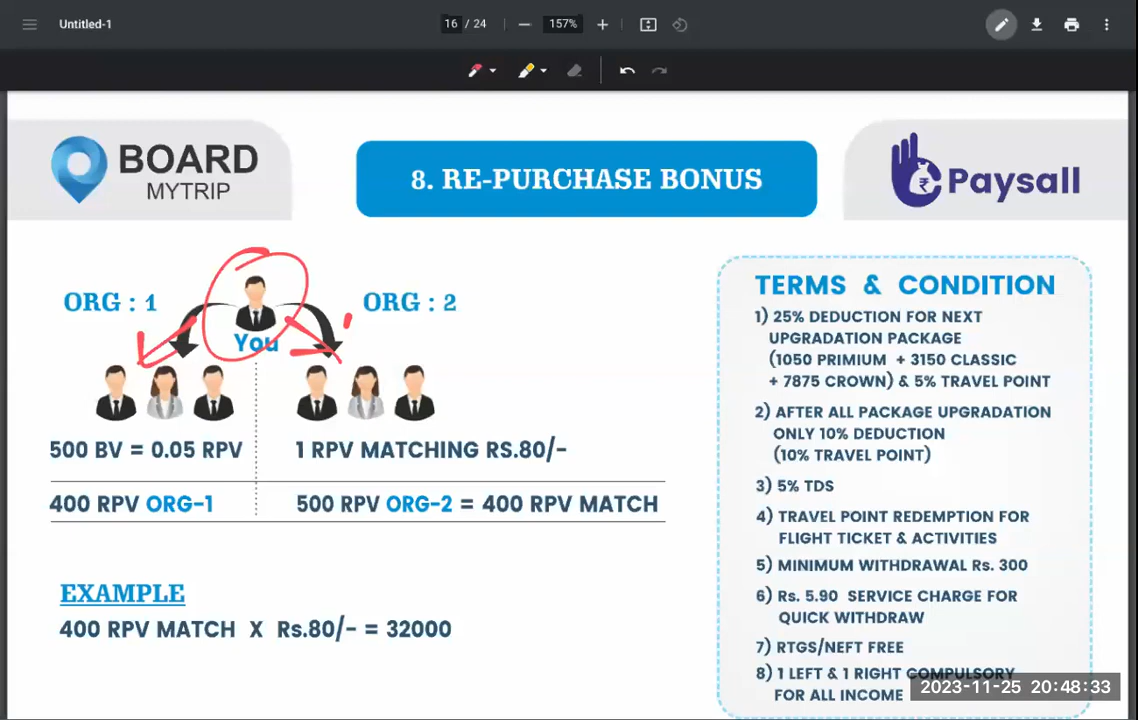 Untitled-1
16 / 24
157%
BOARD
MYTRIP
8. RE-PURCHASE BONUS
Paysall
ORG : 1
ORG : 2
You
500 BV = 0.05 RPV
1 RPV MATCHING RS.80/-
400 RPV ORG-1
500 RPV ORG-2 = 400 RPV MATCH
EXAMPLE
400 RPV MATCH X Rs.80/- = 32000
TERMS & CONDITION
1) 25% DEDUCTION FOR NEXT
UPGRADATION PACKAGE
(1050 PRIMIUM + 3150 CLASSIC
+ 7875 CROWN) & 5% TRAVEL POINT
2) AFTER ALL PACKAGE UPGRADATION
ONLY 10% DEDUCTION
(10% TRAVEL POINT)
3) 5% TDS
4) TRAVEL POINT REDEMPTION FOR
FLIGHT TICKET & ACTIVITIES
5) MINIMUM WITHDRAWAL Rs. 300
6) Rs. 5.90 SERVICE CHARGE FOR
QUICK WITHDRAW
7) RTGS/NEFT FREE
8) 1 LEFT & 1 RIGHT COMPULSORY
FOR ALL INCOME
2023-11-25 20:48:33